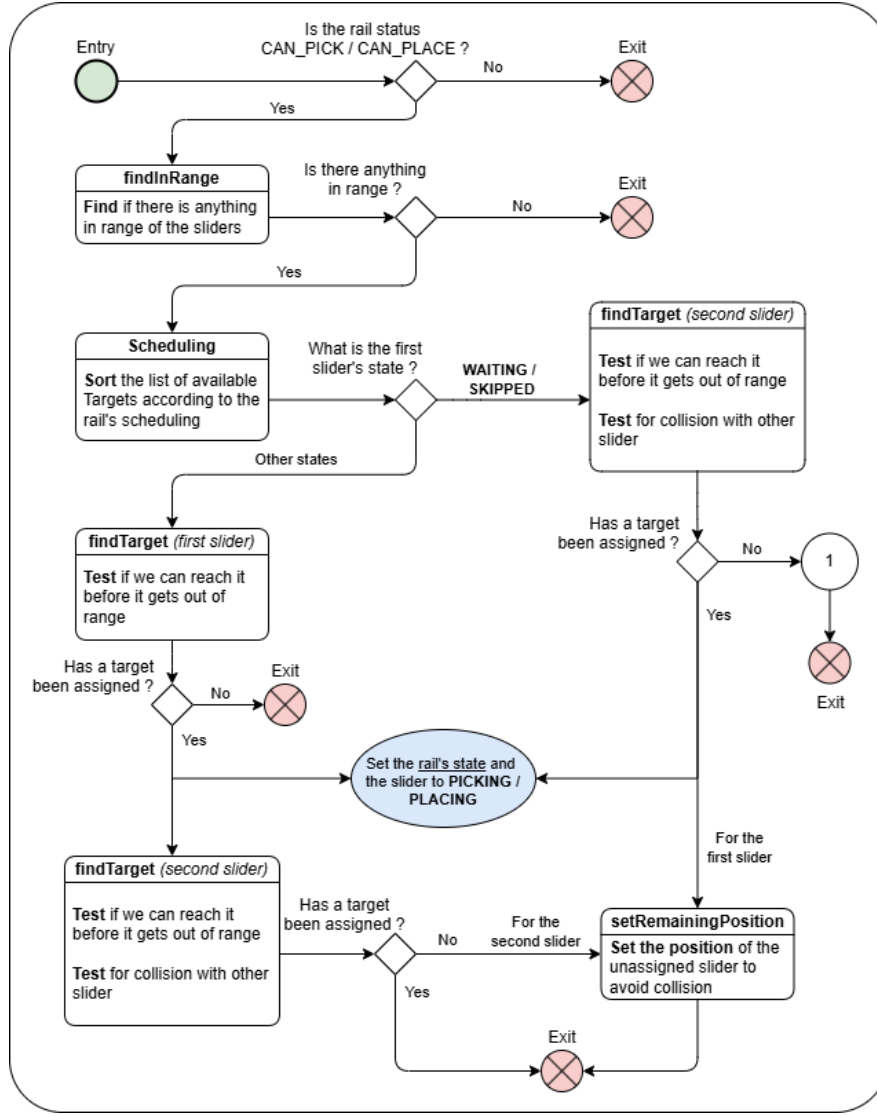 Is the rail status
CAN_PICK / CAN_PLACE ?
Entry
Exit
No
Yes
findInRange
Find if there is anything
in range of the sliders
Is there anything
in range ?
Exit
No
Yes
Scheduling
Sort the list of available
Targets according to the
rail's scheduling
What is the first
slider's state ?
WAITING /
SKIPPED
findTarget (second slider)
Test if we can reach it
before it gets out of range
Test for collision with other
slider
Other states
findTarget (first slider)
Test if we can reach it
before it gets out of
range
Has a target
been assigned ?
No
1
Yes
Exit
Has a target
been assigned ?
Exit
No
Yes
Set the rail's state and
the slider to PICKING /
PLACING
For the
first slider
findTarget (second slider)
Test if we can reach it
before it gets out of range
Test for collision with other
slider
Has a target
been assigned ?
No
For the
second slider
Yes
setRemainingPosition
Set the position of the
unassigned slider to
avoid collision
Exit